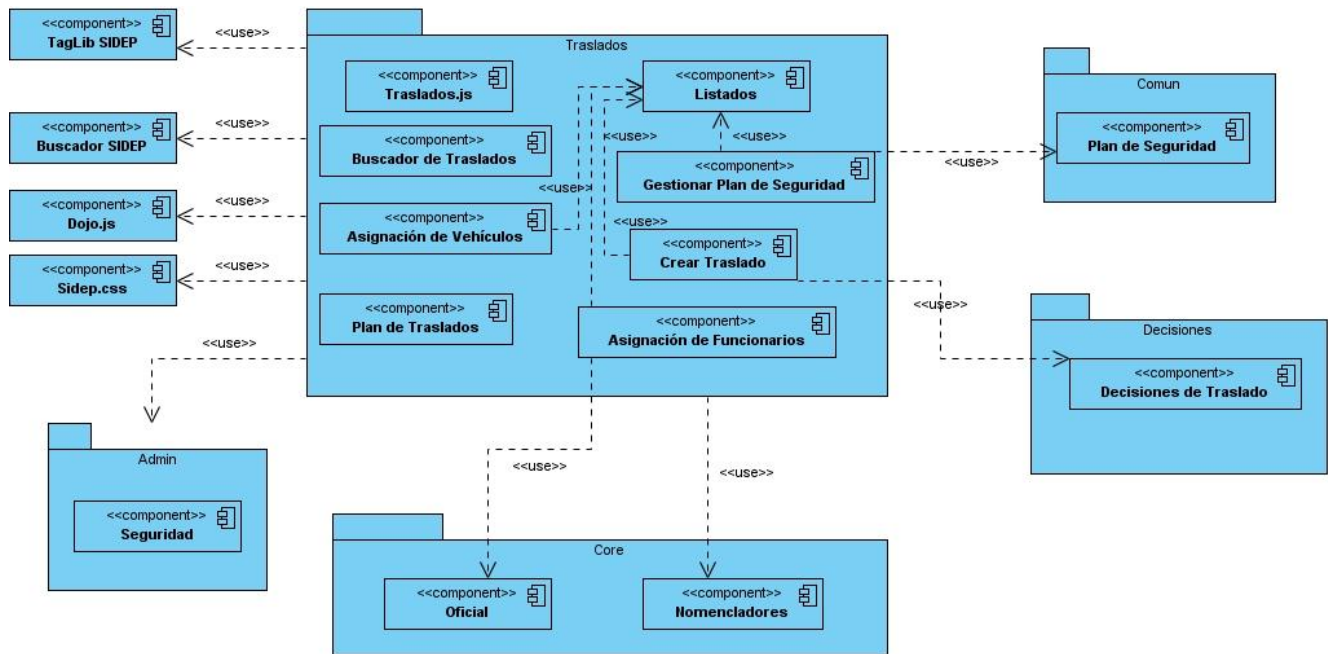 <<component>>
TagLib SIDEP
<<use>>
<<component>>
Buscador SIDEP
<<use>>
<<component>>
Dojo.js
<<use>>
<<component>>
Sidep.css
<<use>>
<<use>>
Traslados
<<component>>
Traslados.js
<<component>>
Listados
<<component>>
Buscador de Traslados
<<use>>
<<use>>
<<component>>
Gestionar Plan de Seguridad
<<use>>
<<component>>
Asignación de Vehículos
<<use>>
<<component>>
Crear Traslado
<<component>>
Plan de Traslados
<<component>>
Asignación de Funcionarios
<<use>>
Comun
<<component>>
Plan de Seguridad
<<use>>
Decisiones
<<component>>
Decisiones de Traslado
Admin
<<component>>
Seguridad
<<use>>
<<use>>
Core
<<component>>
Oficial
<<component>>
Nomencladores